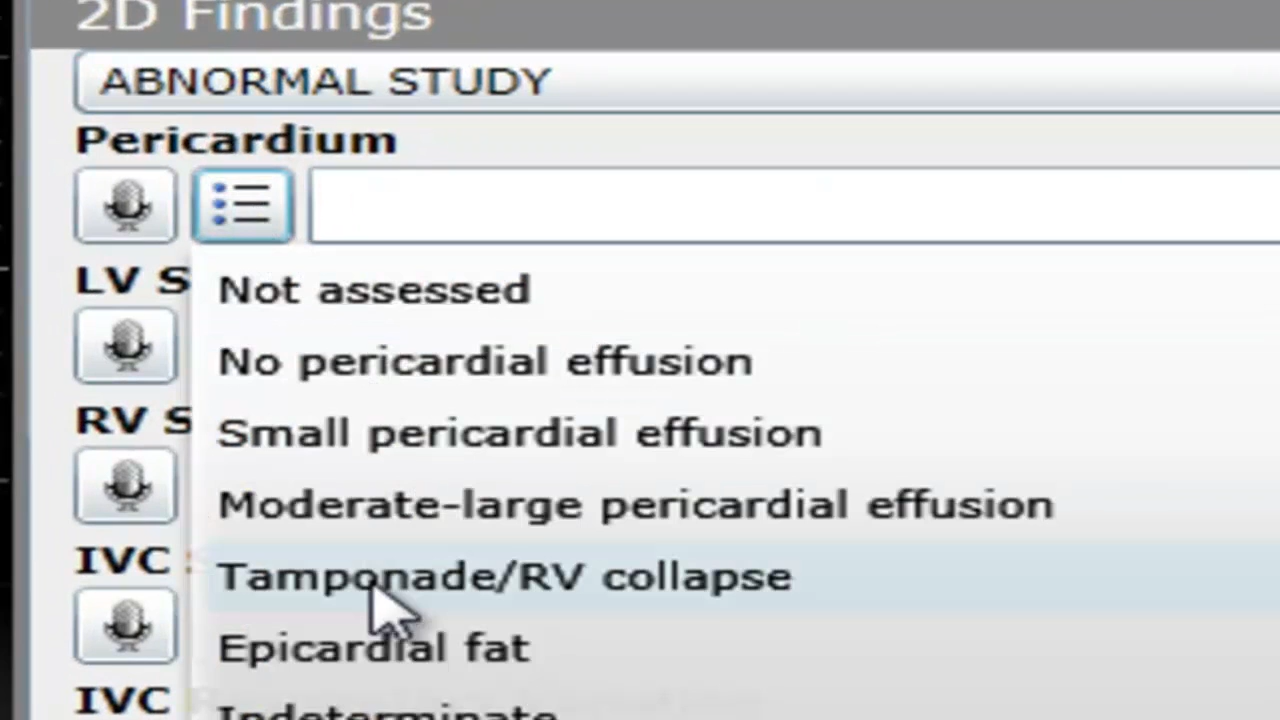 2D Findings
ABNORMAL STUDY
Pericardium
LV S
Not assessed
No pericardial effusion
RV S
Small pericardial effusion
Moderate-large pericardial effusion
IVC
Tamponade/RV collapse
Epicardial fat
IVC
Indeterminate